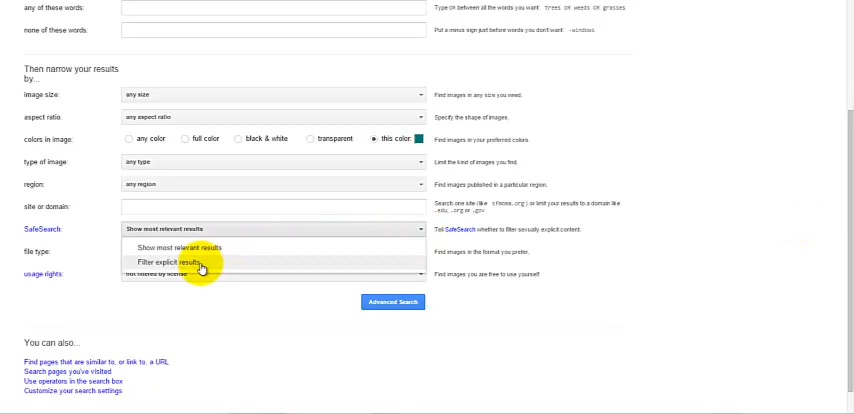 any of these words: Type OR between all the words you want trees OR weeds OR grasses
none of these words: Put a minus sign just before words you don't want -windows
Then narrow your results
by...
image size: any size Find images in any size you need.
aspect ratio: any aspect ratio Specify the shape of images.
colors in image: any color full color black & white transparent this color: Find images in your preferred colors.
type of image: any type Limit the kind of images you find.
region: any region Find images published in a particular region.
site or domain: Search one site (like sfmoma.org) or limit your results to a domain like
.edu, .org or .gov
SafeSearch: Show most relevant results Tell SafeSearch whether to filter sexually explicit content.
Show most relevant results
file type: Find images in the format you prefer.
Filter explicit results
usage rights: not filtered by license Find images you are free to use yourself.
Advanced Search
You can also...
Find pages that are similar to, or link to, a URL
Search pages you've visited
Use operators in the search box
Customize your search settings